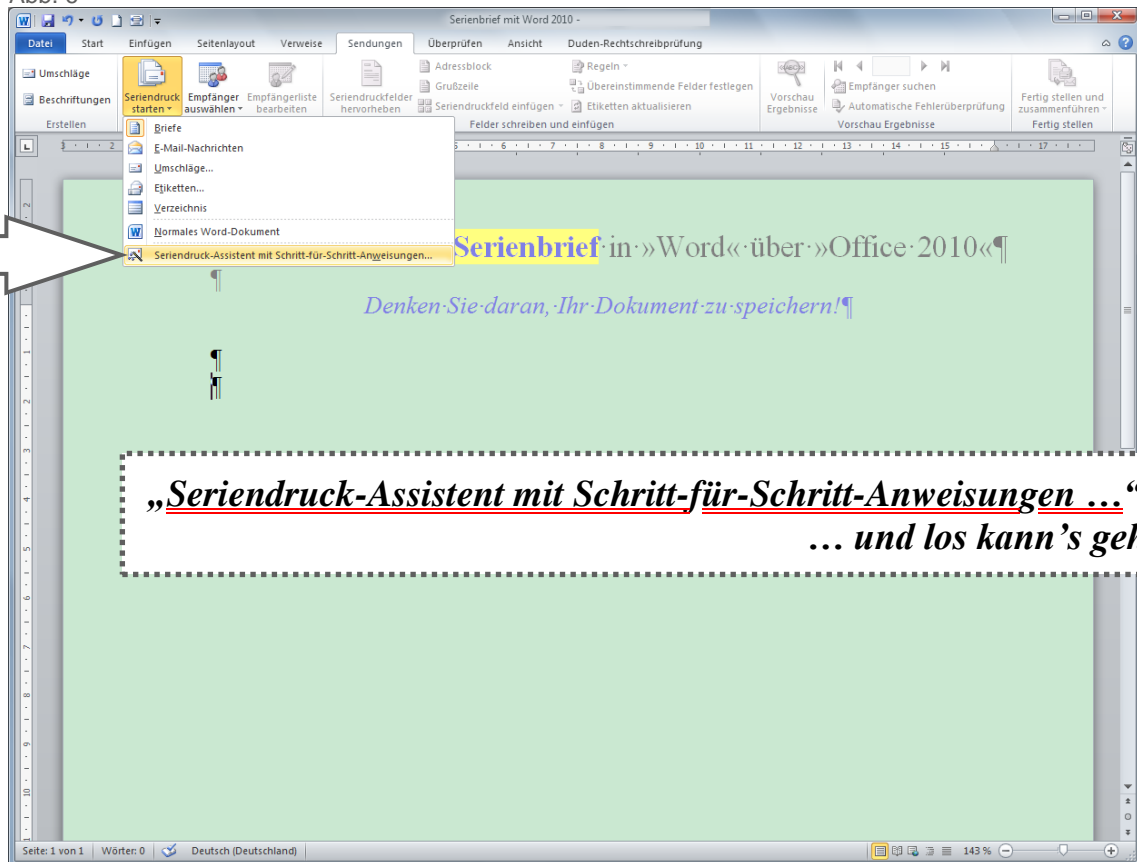 Serienbrief mit Word 2010 -
Datei Start Einfügen Seitenlayout Verweise Sendungen Überprüfen Ansicht Duden-Rechtschreibprüfung
Umschläge
Beschriftungen
Erstellen
Seriendruck starten
Empfänger auswählen
Empfängerliste bearbeiten
Seriendruckfelder hervorheben
Adressblock
Grußzeile
Seriendruckfeld einfügen
Regeln
Übereinstimmende Felder festlegen
Etiketten aktualisieren
Felder schreiben und einfügen
Vorschau Ergebnisse
Empfänger suchen
Automatische Fehlerüberprüfung
Vorschau Ergebnisse
Fertig stellen und zusammenführen
Fertig stellen
Briefe
E-Mail-Nachrichten
Umschläge...
Etiketten...
Verzeichnis
Normales Word-Dokument
Seriendruck-Assistent mit Schritt-für-Schritt-Anweisungen...
Serienbrief·in·»Word«·über·»Office·2010«¶
¶
Denken·Sie·daran,·Ihr·Dokument·zu·speichern!¶
¶
¶
„Seriendruck-Assistent mit Schritt-für-Schritt-Anweisungen …“
… und los kann’s geh
Seite: 1 von 1 Wörter: 0 Deutsch (Deutschland) 143 %